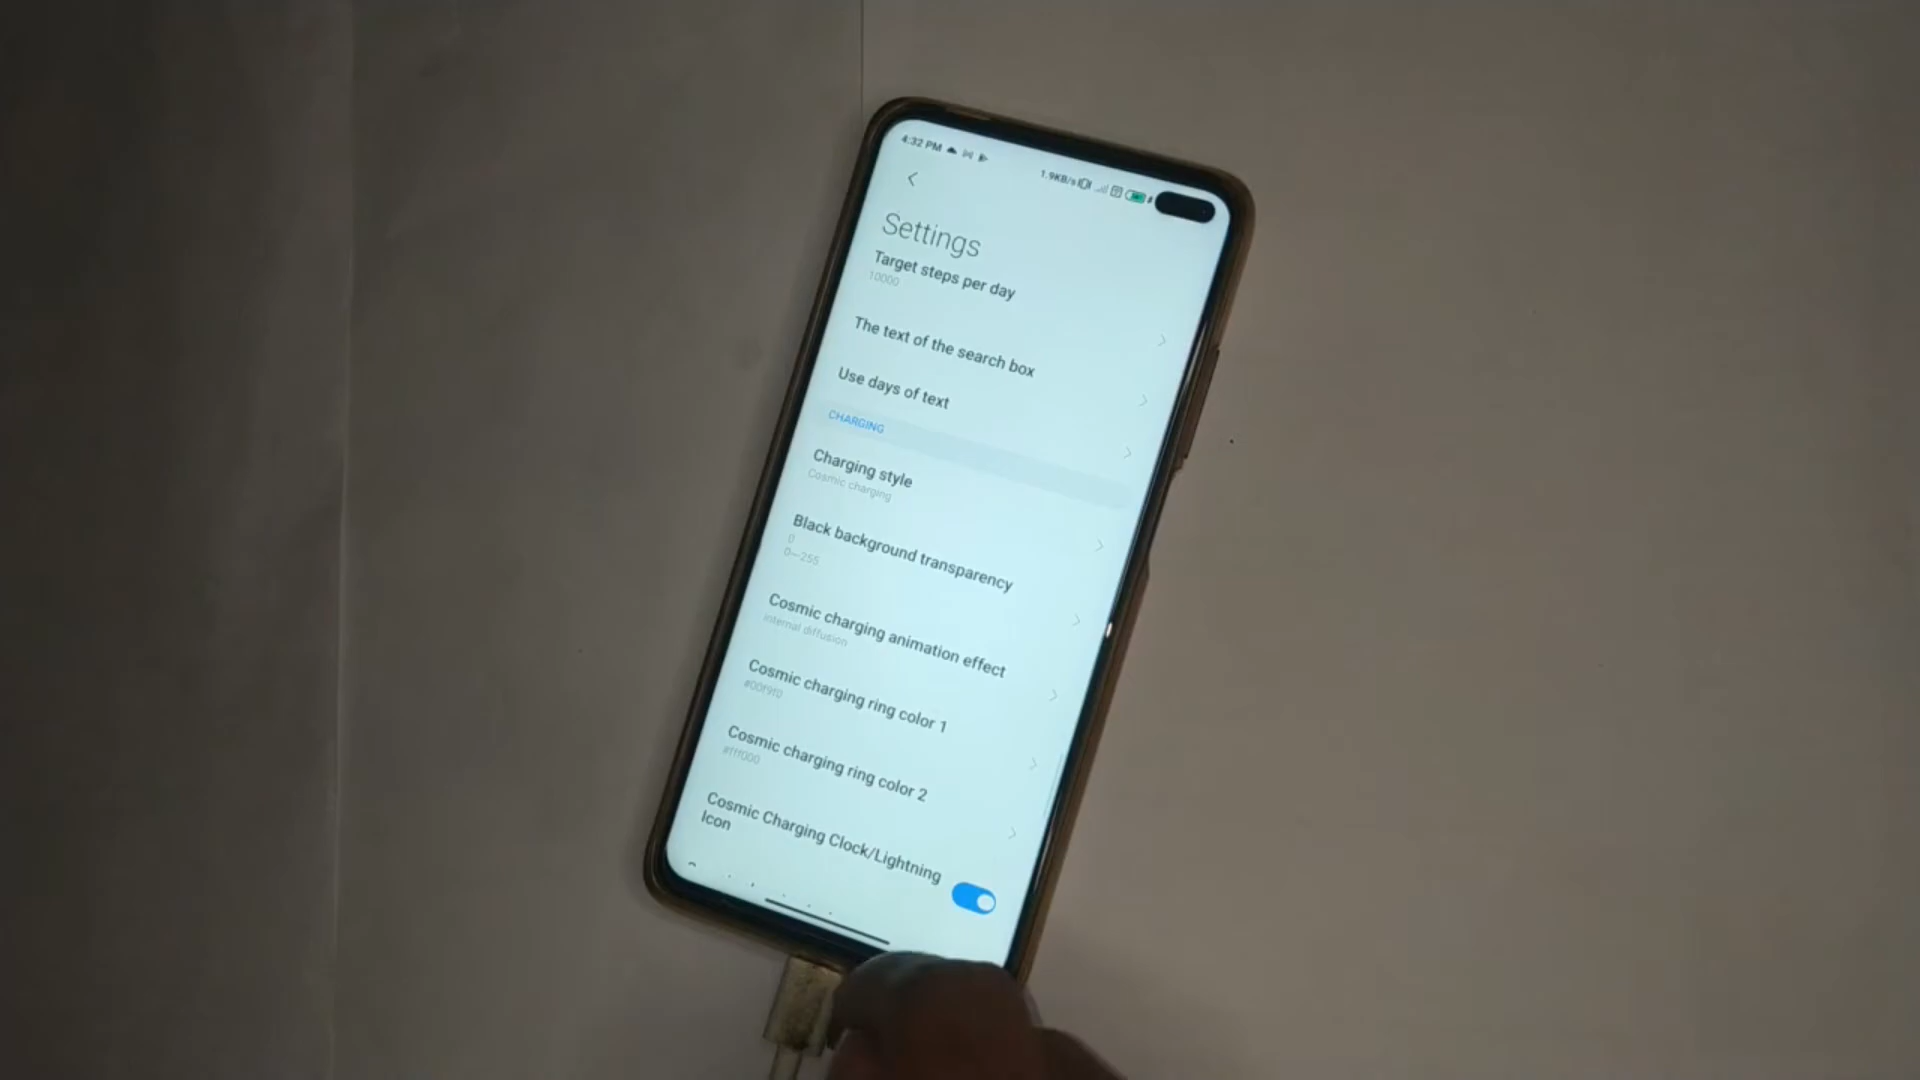 4:32 PM
1.9KB/s
Settings
Target steps per day
10000
The text of the search box
Use days of text
CHARGING
Charging style
Cosmic charging
Black background transparency
0
0—255
Cosmic charging animation effect
internal diffusion
Cosmic charging ring color 1
#00f9f0
Cosmic charging ring color 2
#fff000
Cosmic Charging Clock/Lightning
Icon